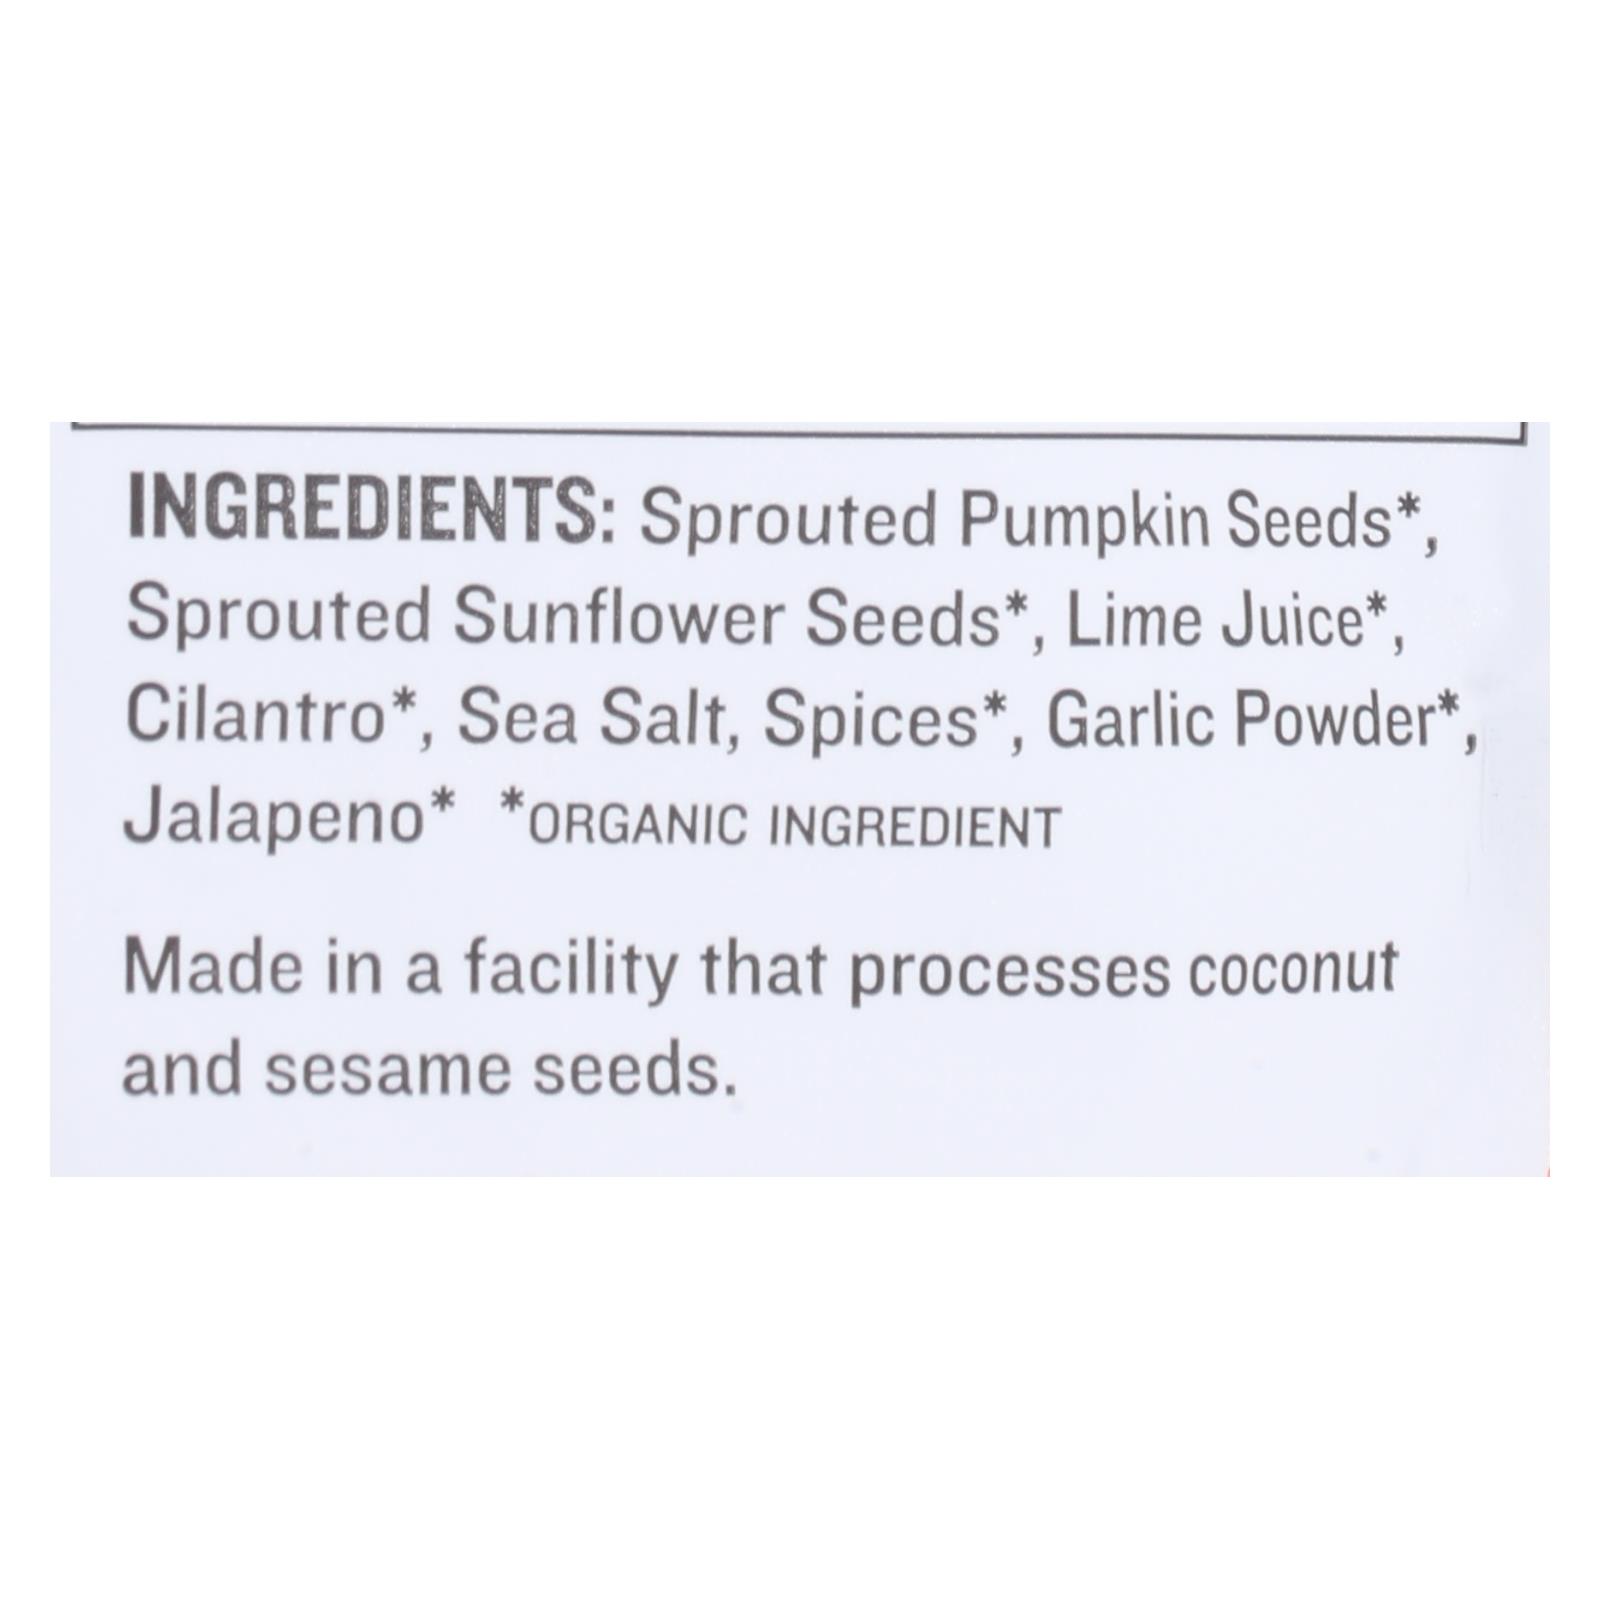 INGREDIENTS: Sprouted Pumpkin Seeds*,
Sprouted Sunflower Seeds*, Lime Juice*,
Cilantro*, Sea Salt, Spices*, Garlic Powder*,
Jalapeno* *ORGANIC INGREDIENT
Made in a facility that processes coconut
and sesame seeds.